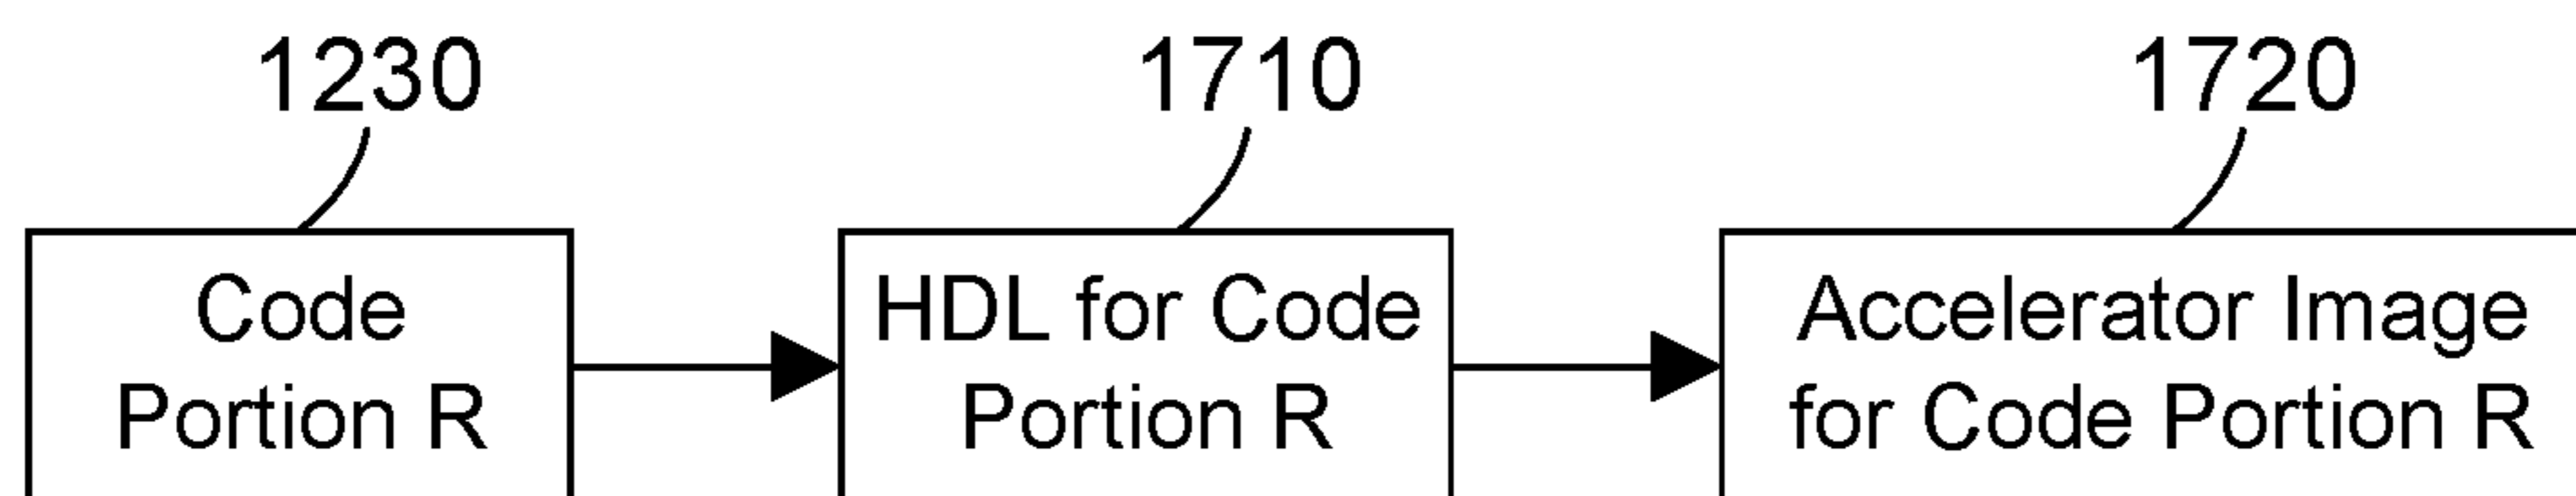 1230
1710
1720
Code
Portion R
HDL for Code
Portion R
Accelerator Image
for Code Portion R